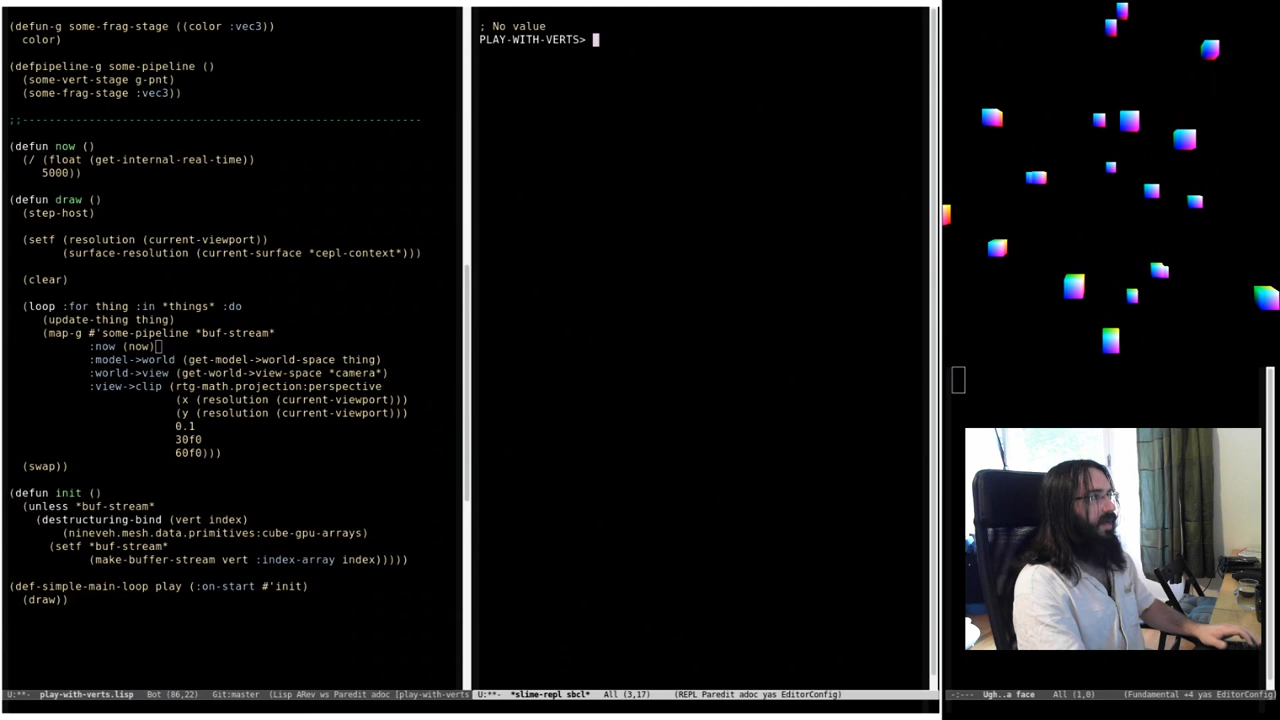 (defun-g some-frag-stage ((color :vec3))
  color)

(defpipeline-g some-pipeline ()
  (some-vert-stage g-pnt)
  (some-frag-stage :vec3))

;;------------------------------------------------------------

(defun now ()
  (/ (float (get-internal-real-time))
     5000))

(defun draw ()
  (step-host)

  (setf (resolution (current-viewport))
        (surface-resolution (current-surface *cepl-context*)))

  (clear)

  (loop :for thing :in *things* :do
     (update-thing thing)
     (map-g #'some-pipeline *buf-stream*
            :now (now)
            :model->world (get-model->world-space thing)
            :world->view (get-world->view-space *camera*)
            :view->clip (rtg-math.projection:perspective
                         (x (resolution (current-viewport)))
                         (y (resolution (current-viewport)))
                         0.1
                         30f0
                         60f0)))
  (swap))

(defun init ()
  (unless *buf-stream*
    (destructuring-bind (vert index)
        (nineveh.mesh.data.primitives:cube-gpu-arrays)
      (setf *buf-stream*
            (make-buffer-stream vert :index-array index)))))

(def-simple-main-loop play (:on-start #'init)
  (draw))
U:**-  play-with-verts.lisp   Bot (86,22)   Git:master  (Lisp ARev ws Paredit adoc [play-with-verts
; No value
PLAY-WITH-VERTS>
U:**-  *slime-repl sbcl*   All (3,17)    (REPL Paredit adoc yas EditorConfig)
-:---  Ugh..a face   All (1,0)    (Fundamental +4 yas EditorConfig)